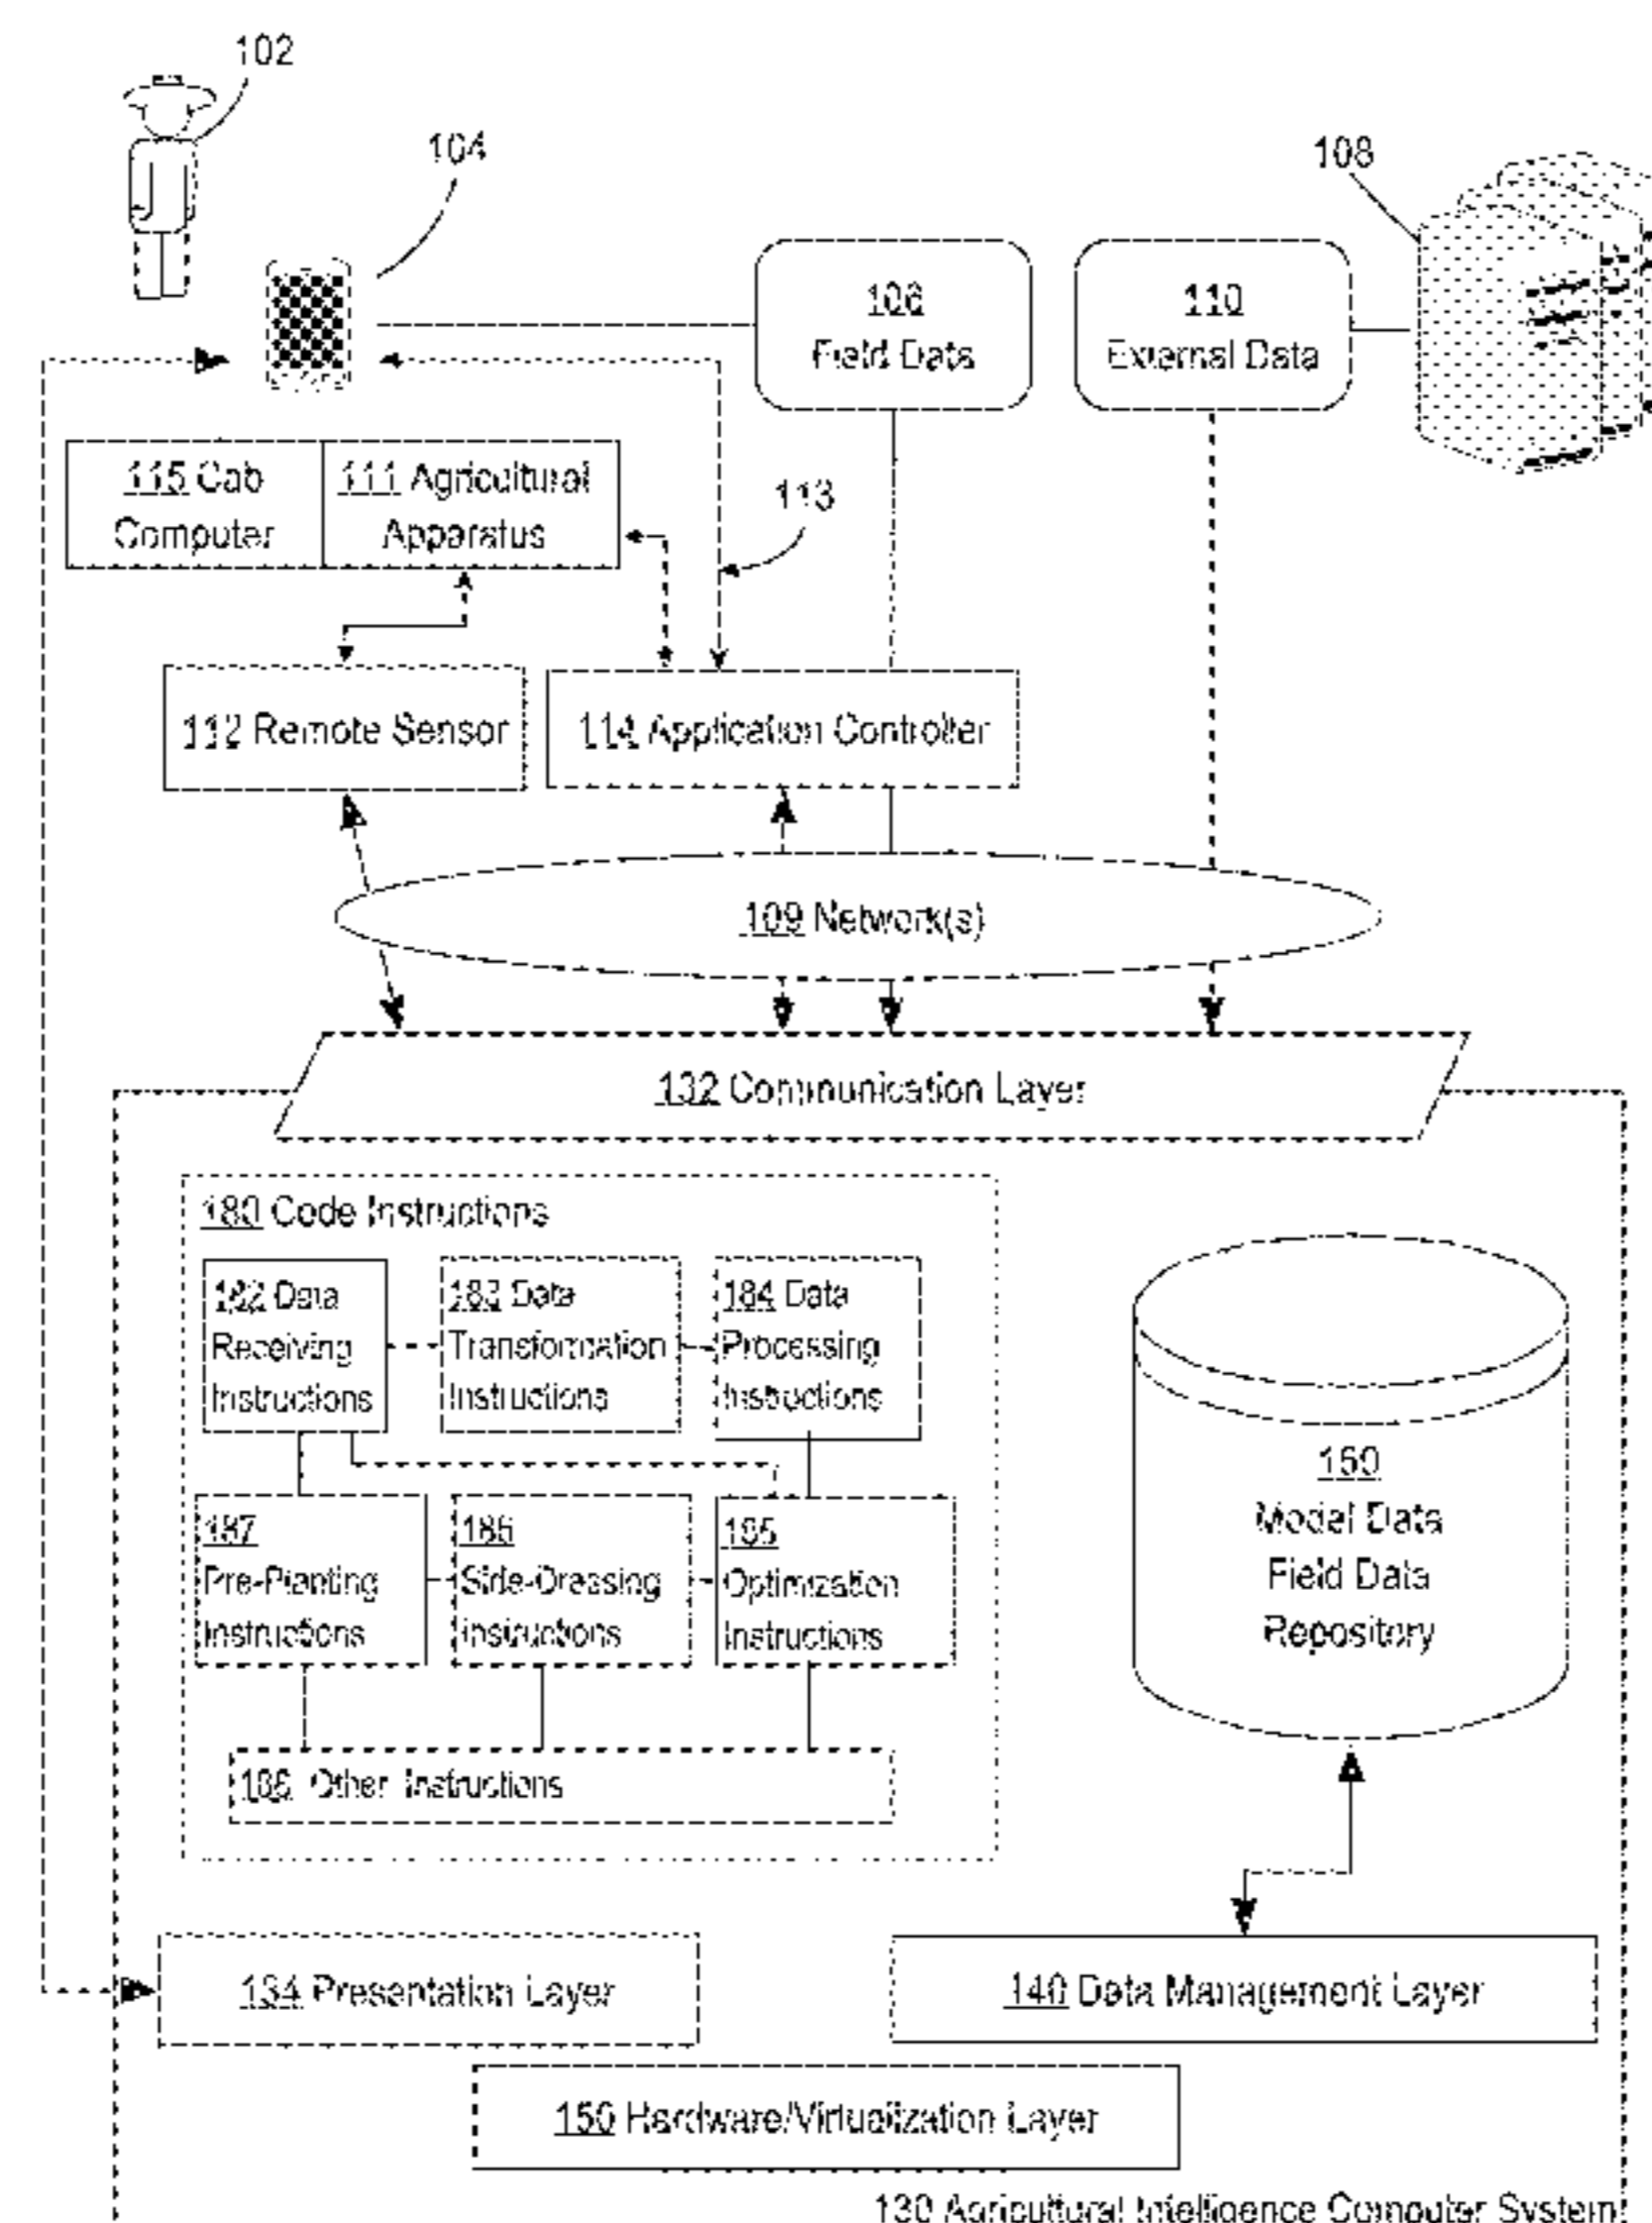 102
104
108
106
Field Data
110
External Data
115 Cab
Computer
111 Agricultural
Apparatus
113
112 Remote Sensor
114 Application Controller
109 Network(s)
132 Communication Layer
180 Code Instructions
182 Data
Receiving
Instructions
183 Data
Transformation
Instructions
184 Data
Processing
Instructions
187
Pre-Planting
Instructions
186
Side-Dressing
Instructions
185
Optimization
Instructions
Other Instructions
160
Model Data
Field Data
Repository
134 Presentation Layer
140 Data Management Layer
150 Hardware/Virtualization Layer
130 Agricultural Intelligence Computer System